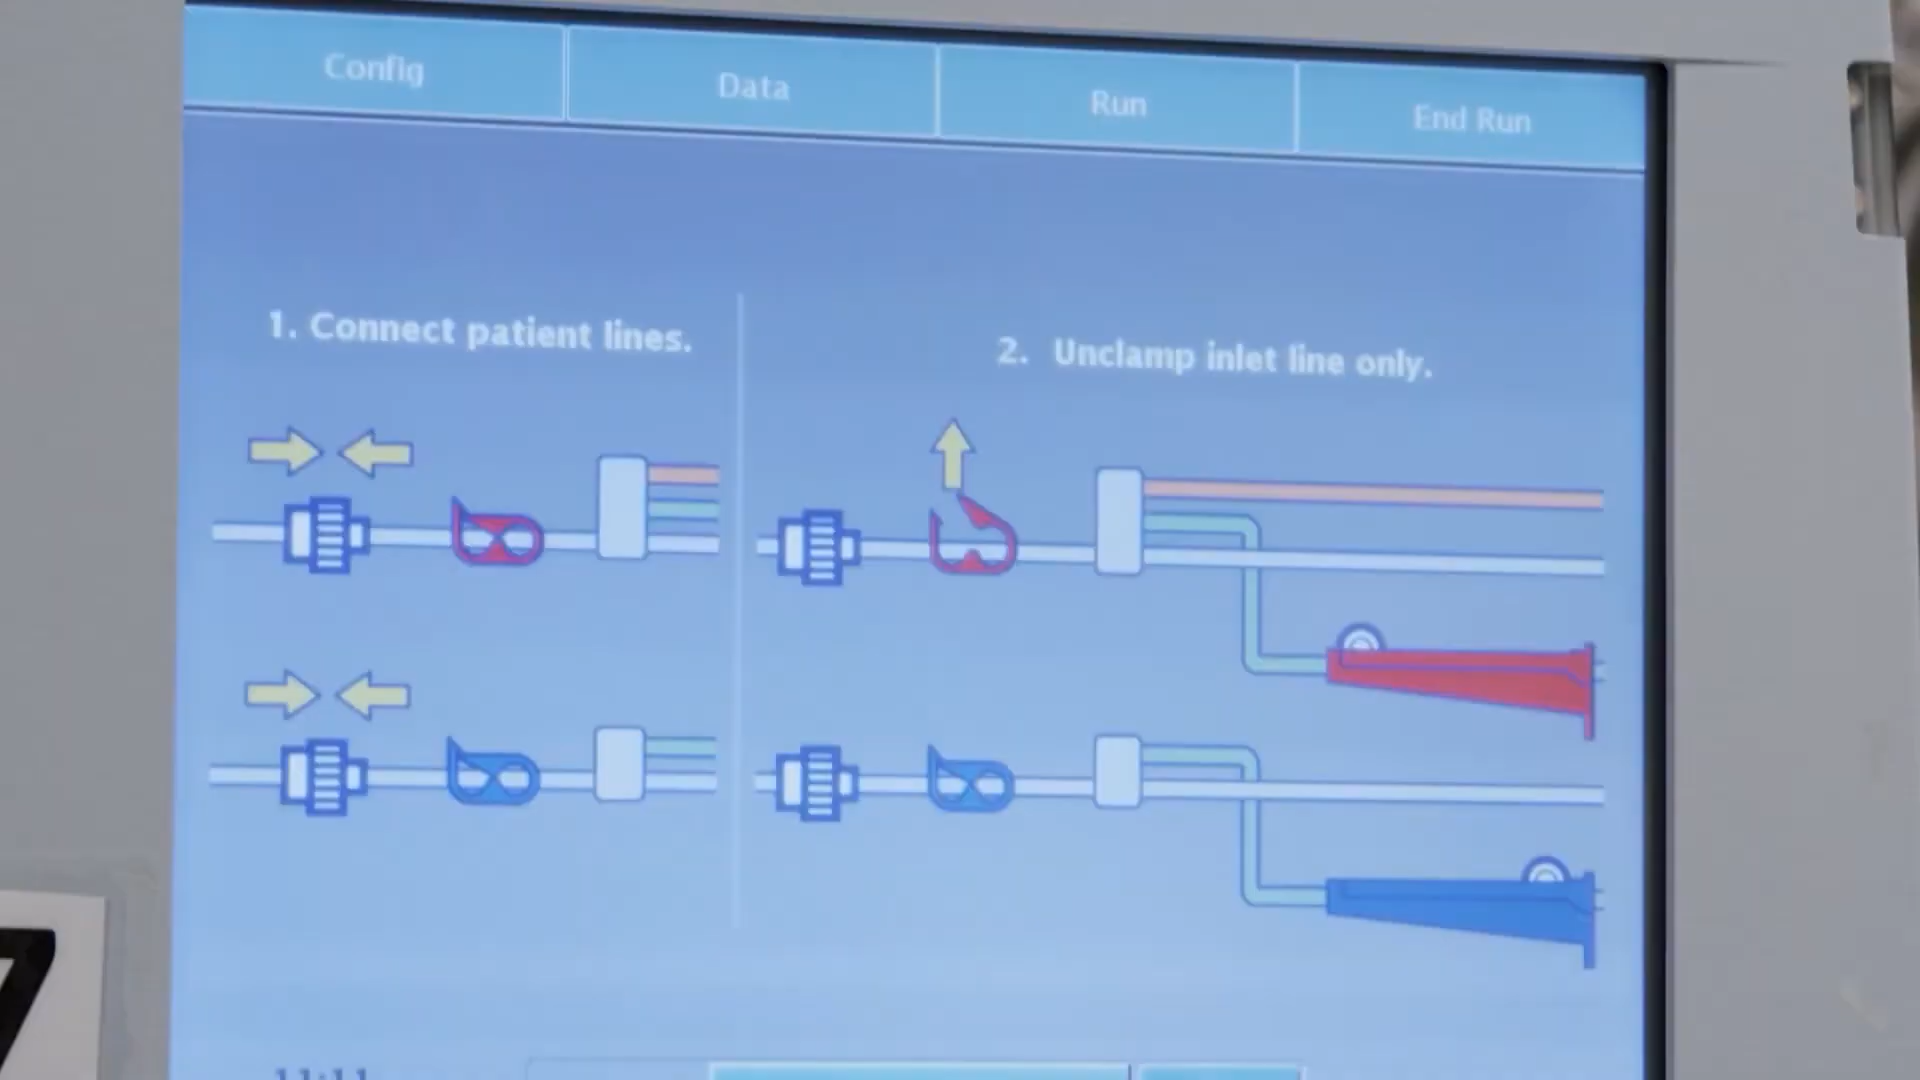 Config
Data
Run
End Run
1. Connect patient lines.
2. Unclamp inlet line only.